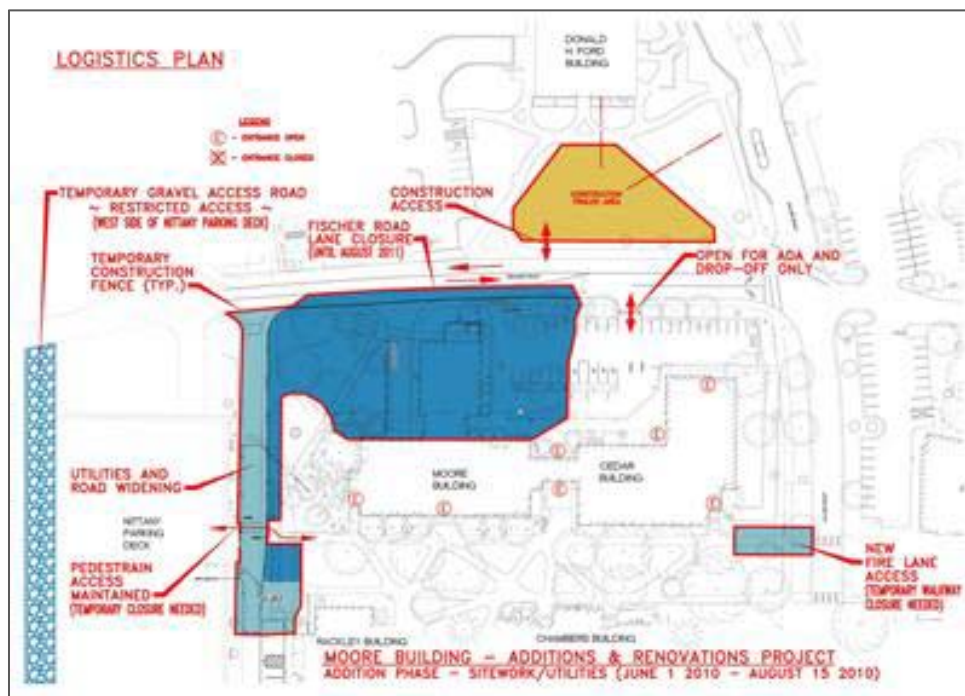 LOGISTICS PLAN
DONALD
H FORD
BUILDING
LEGEND
Ⓔ - ENTRANCE OPEN
- ENTRANCE CLOSED
TEMPORARY GRAVEL ACCESS ROAD
~ RESTRICTED ACCESS ~
(WEST SIDE OF NITTANY PARKING DECK)
CONSTRUCTION
ACCESS
CONSTRUCTION
TRAILER AREA
FISCHER ROAD
LANE CLOSURE
(UNTIL AUGUST 2011)
TEMPORARY
CONSTRUCTION
FENCE (TYP.)
OPEN FOR ADA AND
DROP-OFF ONLY
UTILITIES AND
ROAD WIDENING
MOORE
BUILDING
CEDAR
BUILDING
NITTANY
PARKING
DECK
PEDESTRAIN
ACCESS
MAINTAINED
(TEMPORARY CLOSURE NEEDED)
NEW
FIRE LANE
ACCESS
(TEMPORARY WALKWAY
CLOSURE NEEDED)
RACKLEY BUILDING
CHAMBERS BUILDING
MOORE BUILDING – ADDITIONS & RENOVATIONS PROJECT
ADDITION PHASE – SITEWORK/UTILITIES (JUNE 1 2010 – AUGUST 15 2010)